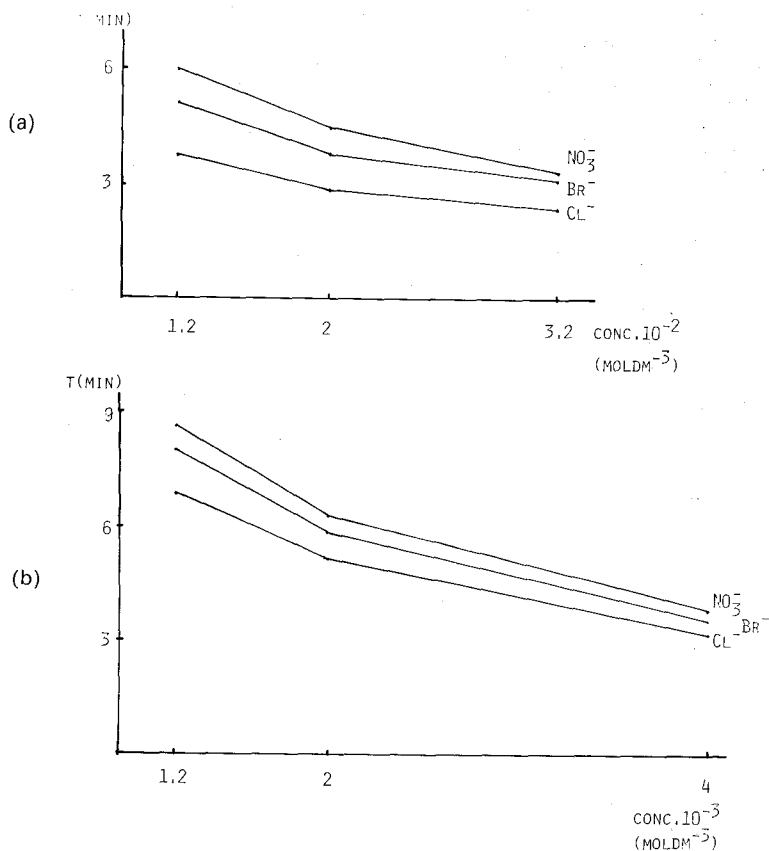 MIN)
6
(a)
3
NO₃⁻
BR⁻
CL⁻
1.2 2 3.2 CONC.10⁻²
(MOLDM⁻³)
T(MIN)
9
6
(b)
3
NO₃⁻
BR⁻
CL⁻
1.2 2 4
CONC.10⁻³
(MOLDM⁻³)